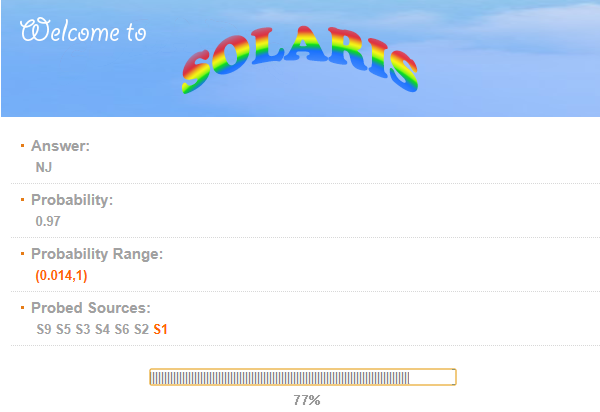 Welcome to
SOLARIS
Answer:
NJ
Probability:
0.97
Probability Range:
(0.014,1)
Probed Sources:
S9 S5 S3 S4 S6 S2 S1
77%